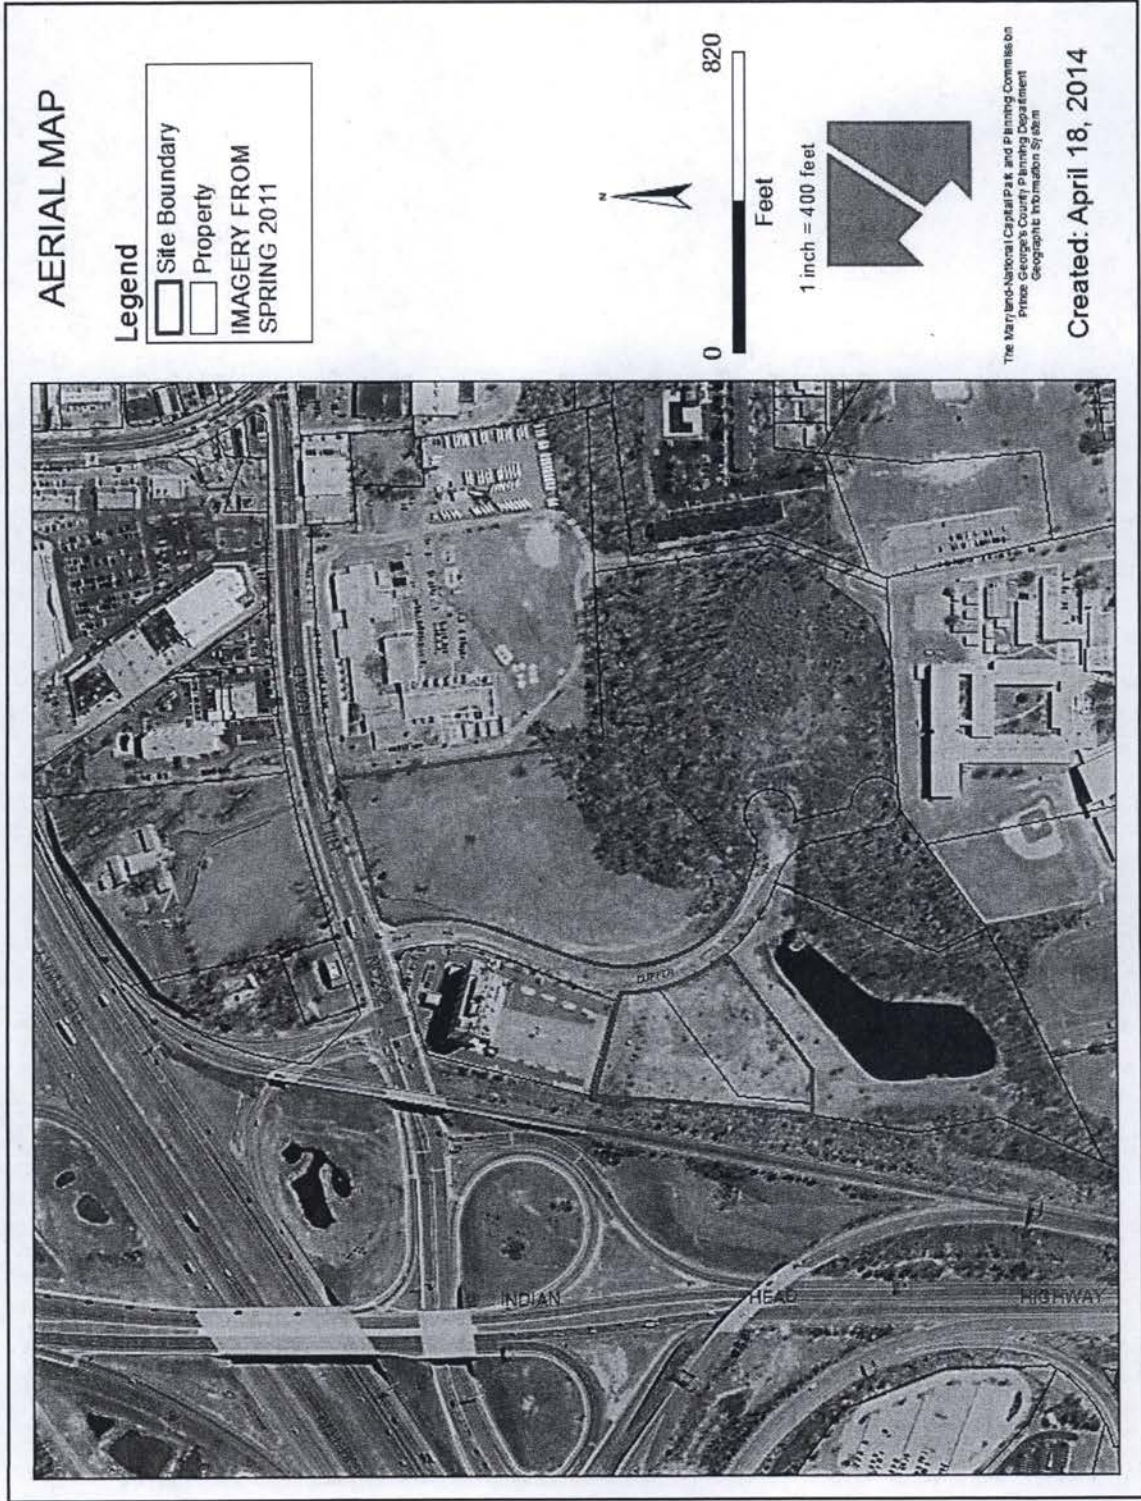 AERIAL MAP
Legend
Site Boundary
Property
IMAGERY FROM
SPRING 2011
N
0
820
Feet
1 inch = 400 feet
The Maryland-National Capital Park and Planning Commission
Prince George's County Planning Department
Geographic Information System
Created: April 18, 2014
ROAD
INDIAN
HEAD
HIGHWAY